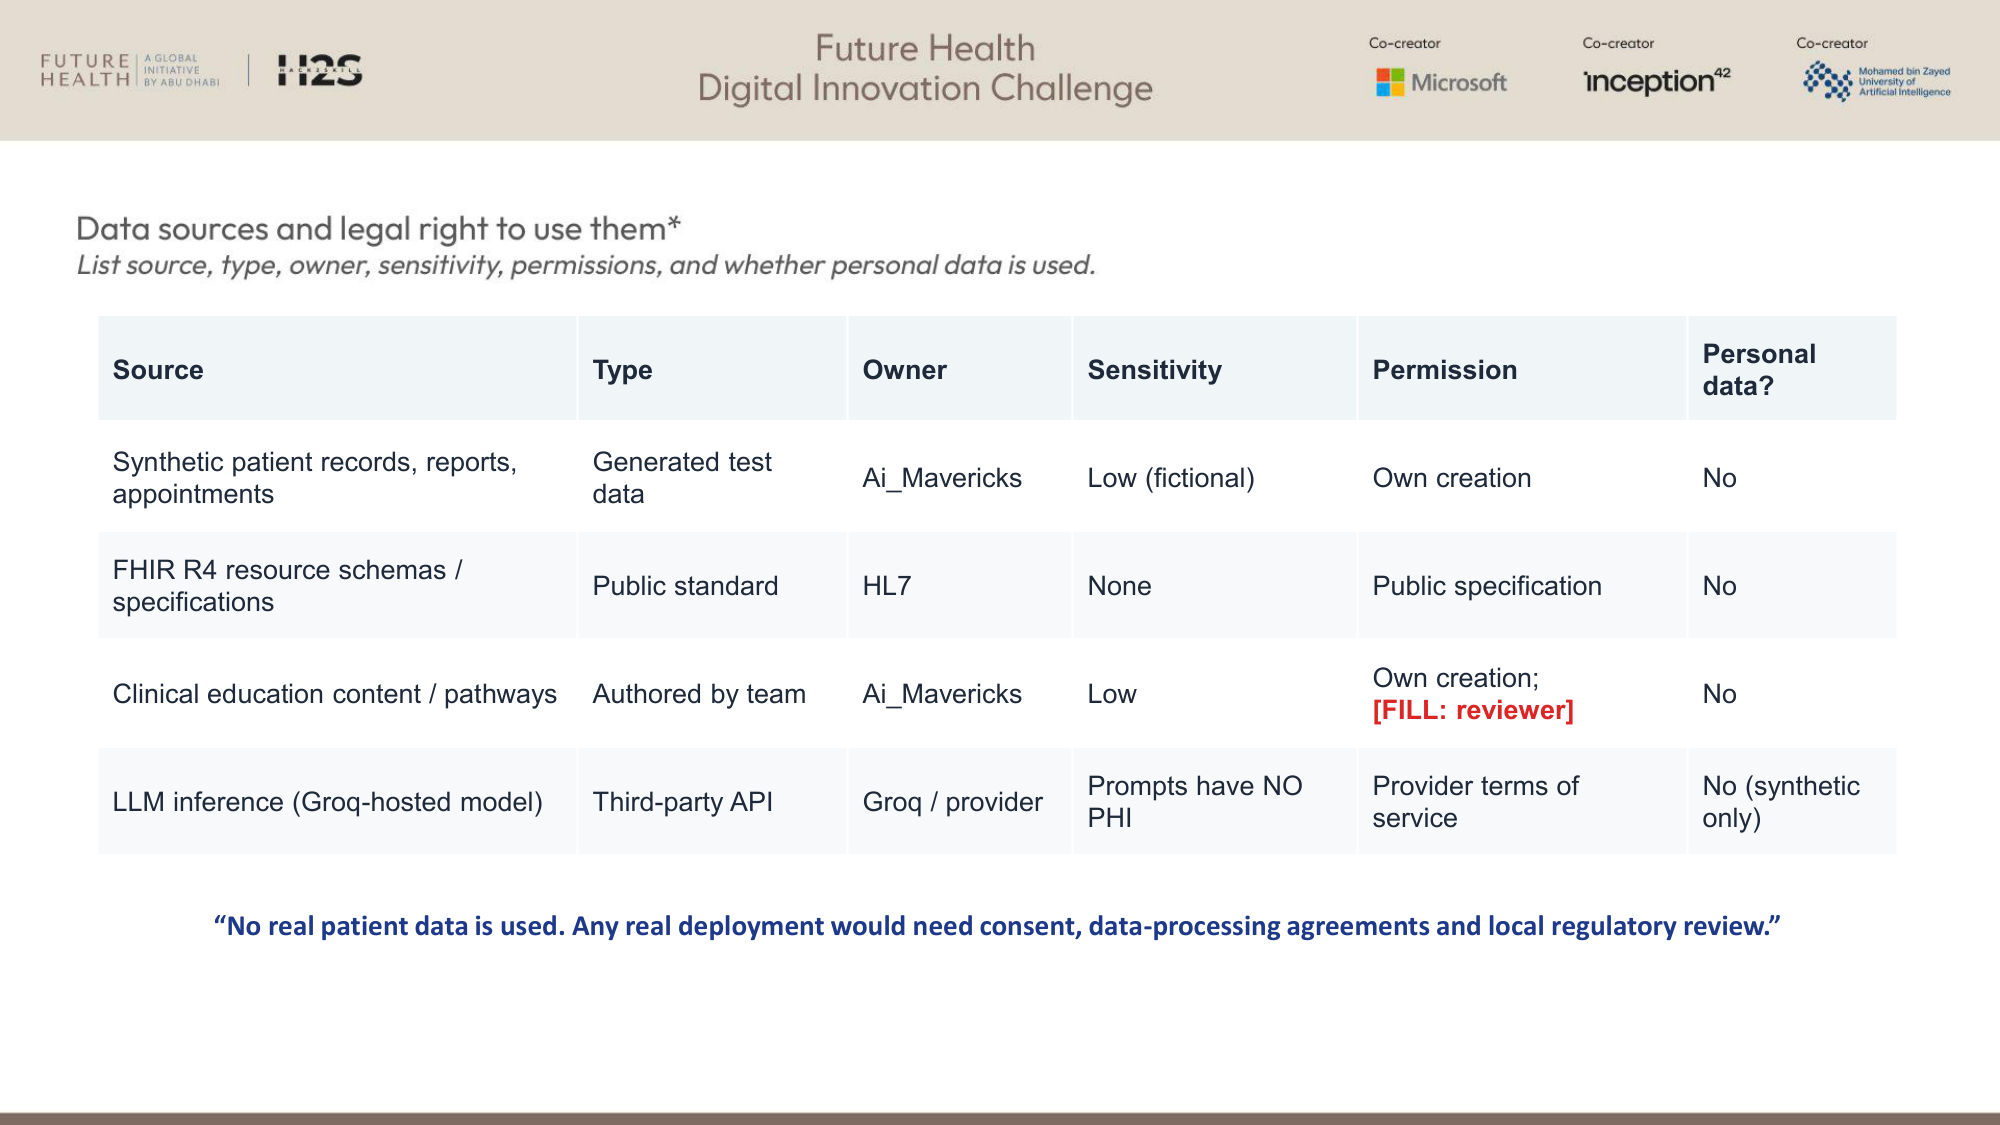 FUTURE HEALTH
A GLOBAL INITIATIVE BY ABU DHABI
H2S
HACK2SKILL
Future Health
Digital Innovation Challenge
Co-creator
Microsoft
Co-creator
inception42
Co-creator
Mohamed bin Zayed
University of
Artificial Intelligence
Data sources and legal right to use them*
List source, type, owner, sensitivity, permissions, and whether personal data is used.
Source Type Owner Sensitivity Permission Personal data?
Synthetic patient records, reports, appointments Generated test data Ai_Mavericks Low (fictional) Own creation No
FHIR R4 resource schemas / specifications Public standard HL7 None Public specification No
Clinical education content / pathways Authored by team Ai_Mavericks Low Own creation; [FILL: reviewer] No
LLM inference (Groq-hosted model) Third-party API Groq / provider Prompts have NO PHI Provider terms of service No (synthetic only)
“No real patient data is used. Any real deployment would need consent, data-processing agreements and local regulatory review.”